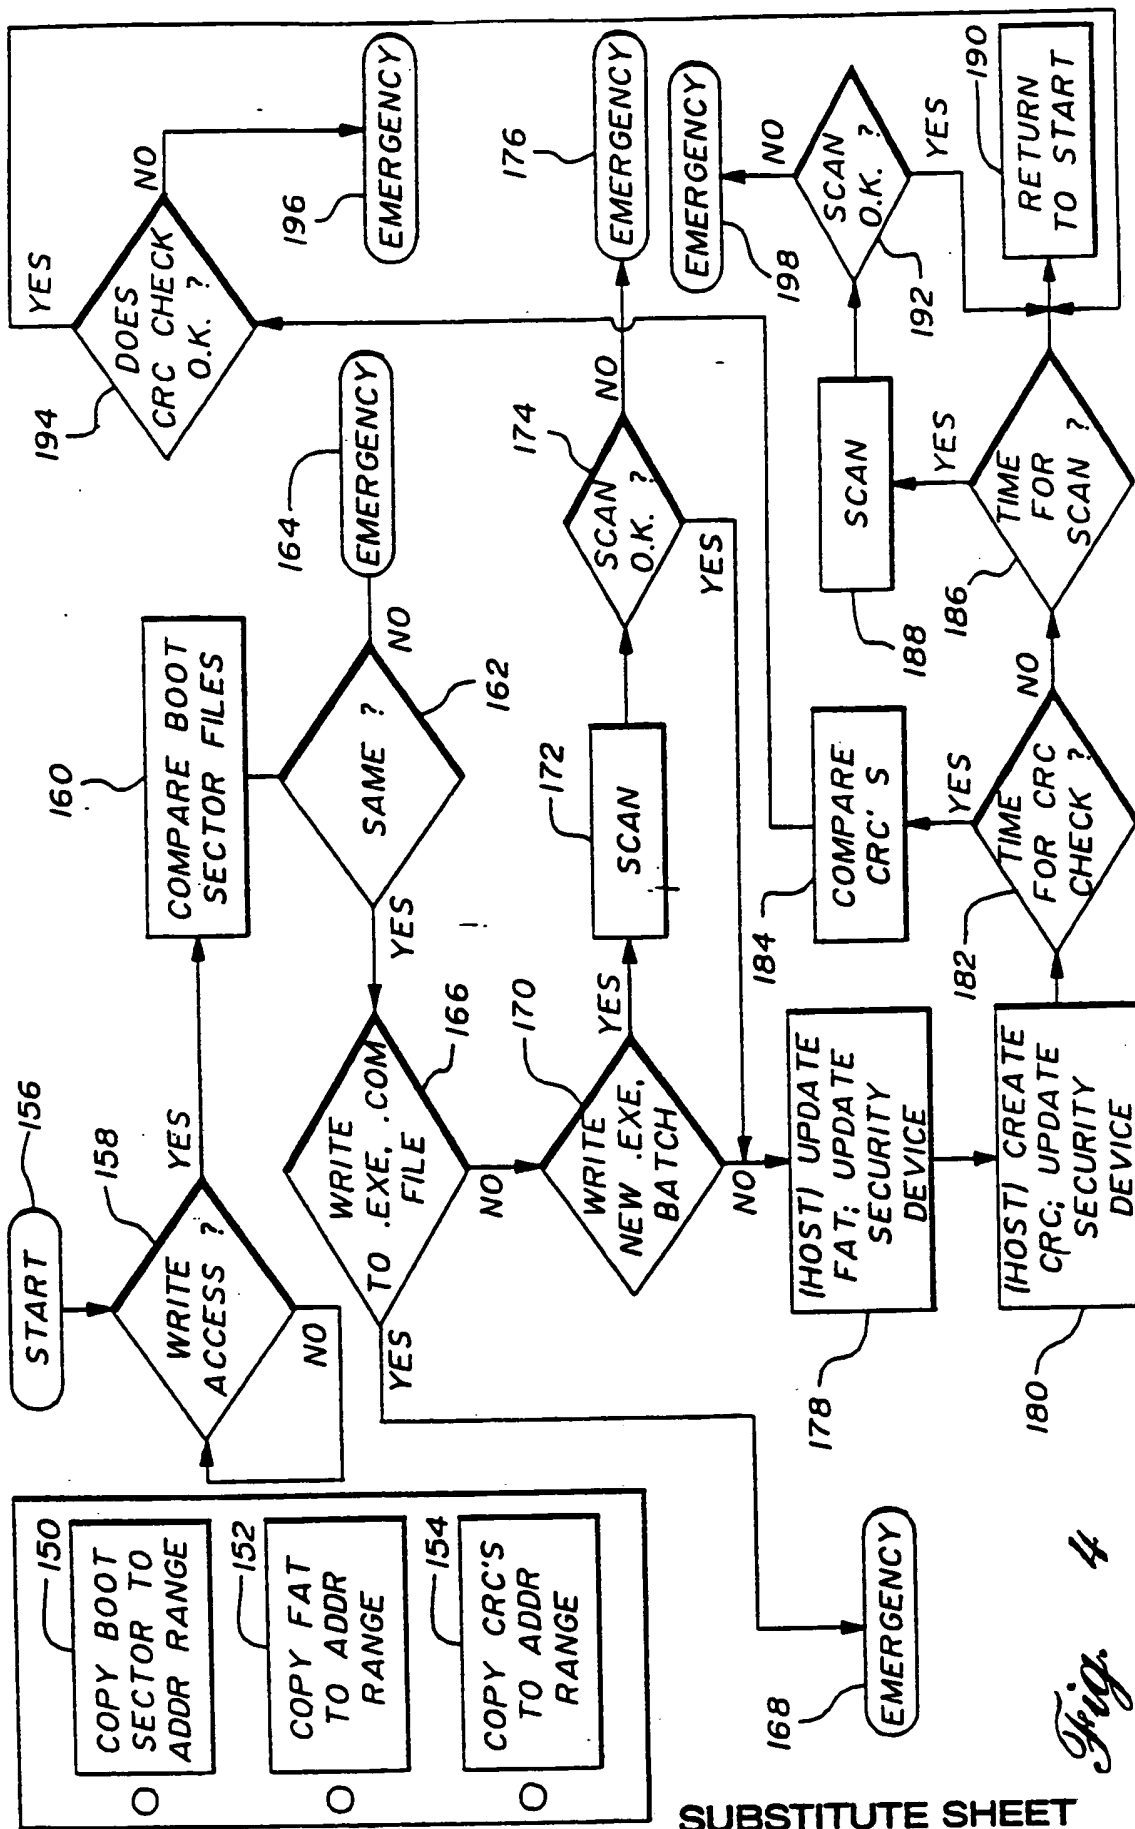 150
COPY BOOT
SECTOR TO
ADDR RANGE
152
COPY FAT
TO ADDR
RANGE
154
COPY CRC'S
TO ADDR
RANGE
START
156
158
WRITE
ACCESS ?
NO
YES
160
COMPARE BOOT
SECTOR FILES
162
SAME ?
NO
164
EMERGENCY
YES
166
WRITE
TO .EXE, .COM
FILE
YES
168
EMERGENCY
NO
170
WRITE
NEW .EXE,
BATCH
YES
172
SCAN
174
SCAN
O.K. ?
NO
176
EMERGENCY
YES
NO
178
(HOST) UPDATE
FAT; UPDATE
SECURITY
DEVICE
180
(HOST) CREATE
CRC; UPDATE
SECURITY
DEVICE
182
TIME
FOR CRC
CHECK ?
YES
184
COMPARE
CRC'S
194
DOES
CRC CHECK
O.K. ?
YES
NO
196
EMERGENCY
NO
186
TIME
FOR
SCAN ?
YES
188
SCAN
192
SCAN
O.K. ?
NO
198
EMERGENCY
YES
190
RETURN
TO START
Fig. 4
SUBSTITUTE SHEET